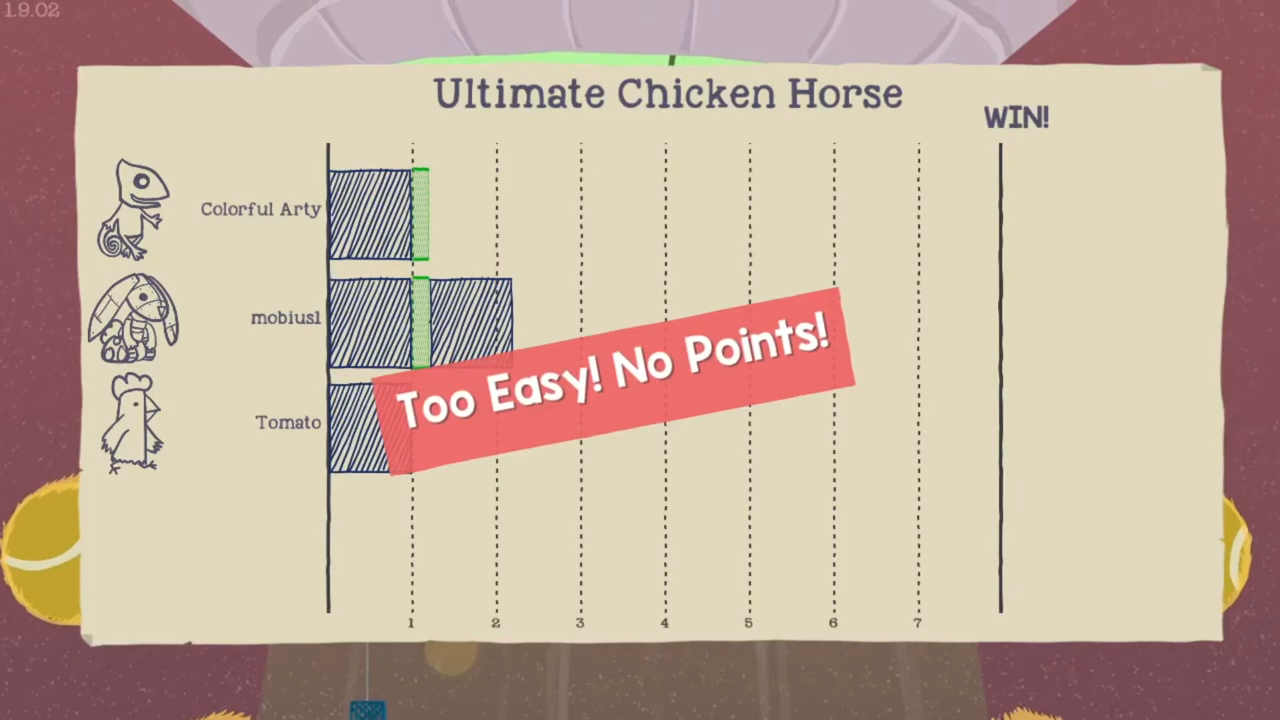 1.9.02
Ultimate Chicken Horse
WIN!
Colorful Arty
mobius1
Too Easy! No Points!
Tomato
1 2 3 4 5 6 7